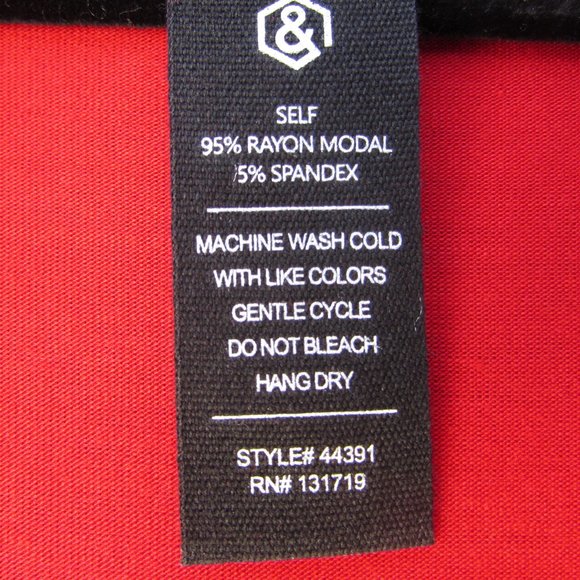 &
SELF
95% RAYON MODAL
5% SPANDEX
MACHINE WASH COLD
WITH LIKE COLORS
GENTLE CYCLE
DO NOT BLEACH
HANG DRY
STYLE# 44391
RN# 131719